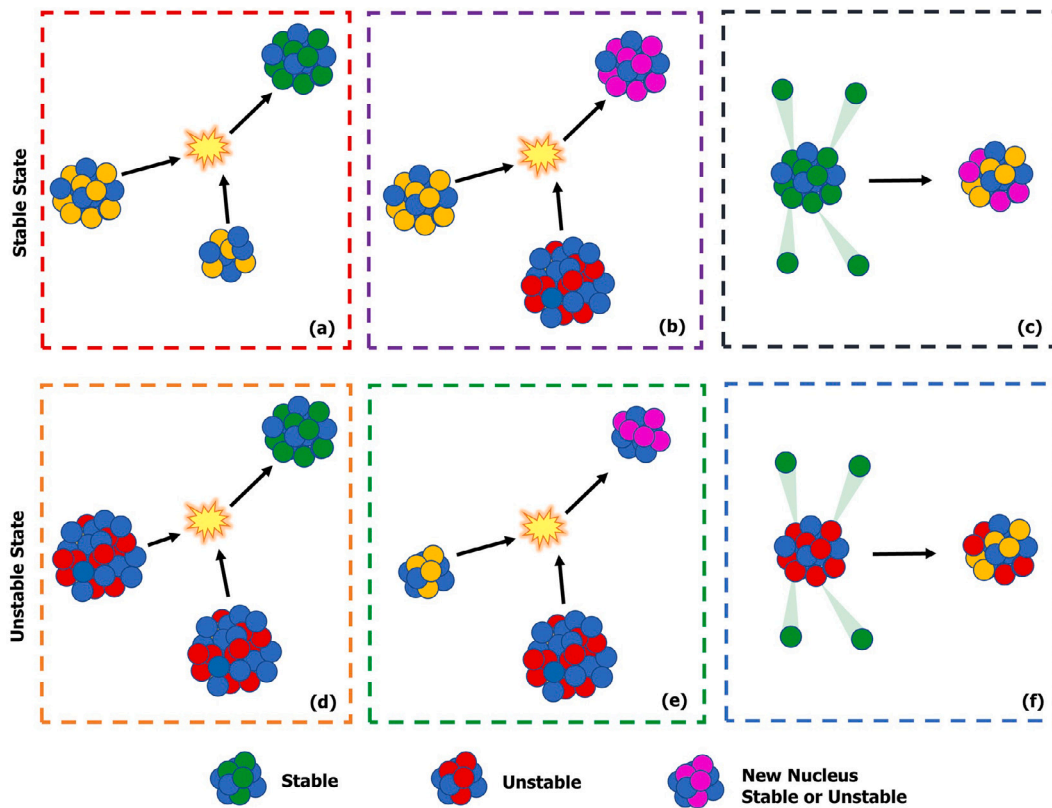 Stable State
(a)
(b)
(c)
Unstable State
(d)
(e)
(f)
Stable
Unstable
New Nucleus
Stable or Unstable